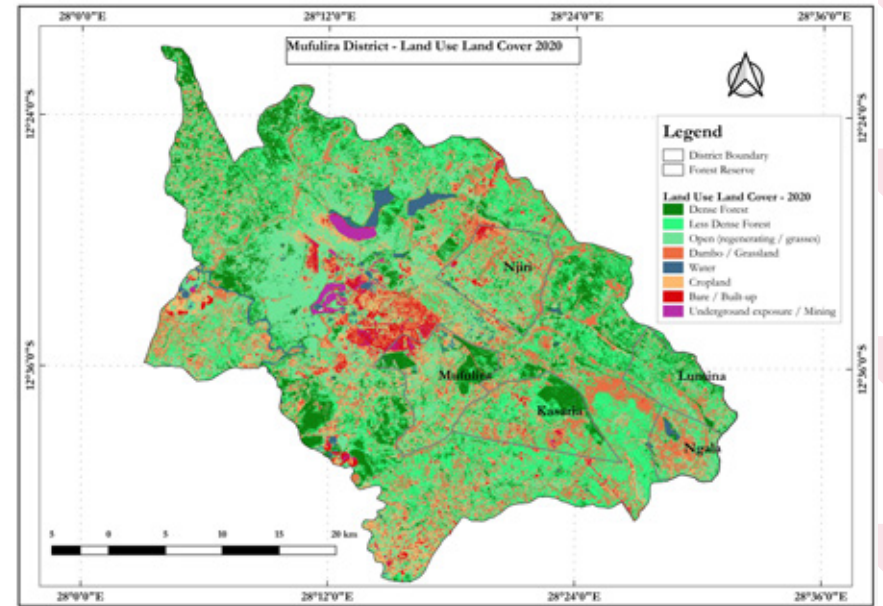 28°0'0"E 28°12'0"E 28°24'0"E 28°36'0"E
Mufulira District - Land Use Land Cover 2020
12°24'0"S 12°24'0"S
Legend
District Boundary
Forest Reserve
Land Use Land Cover - 2020
Dense Forest
Less Dense Forest
Open (regenerating / grasses)
Dambo / Grassland
Water
Cropland
Bare / Built-up
Underground exposure / Mining
Njiri
12°36'0"S 12°36'0"S
Mufulira
Kasaria
Ngala
5 0 5 10 15 20 km
28°0'0"E 28°12'0"E 28°24'0"E 28°36'0"E